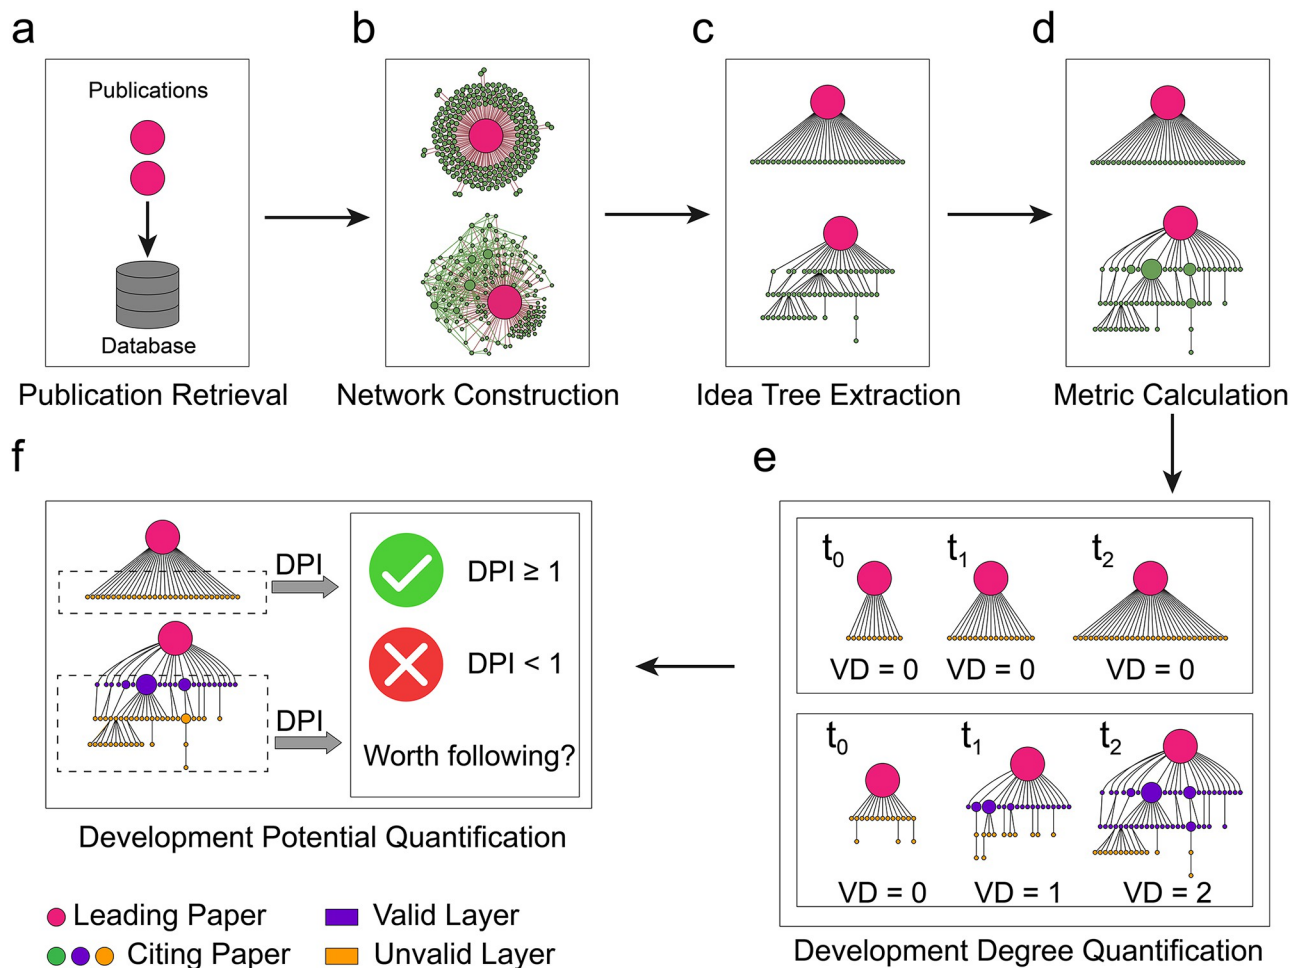 a
Publications
Database
Publication Retrieval
b
Network Construction
c
Idea Tree Extraction
d
Metric Calculation
e
t0
t1
t2
VD = 0
VD = 0
VD = 0
t0
t1
t2
VD = 0
VD = 1
VD = 2
Development Degree Quantification
f
DPI
DPI
DPI ≥ 1
DPI < 1
Worth following?
Development Potential Quantification
Leading Paper
Valid Layer
Citing Paper
Unvalid Layer